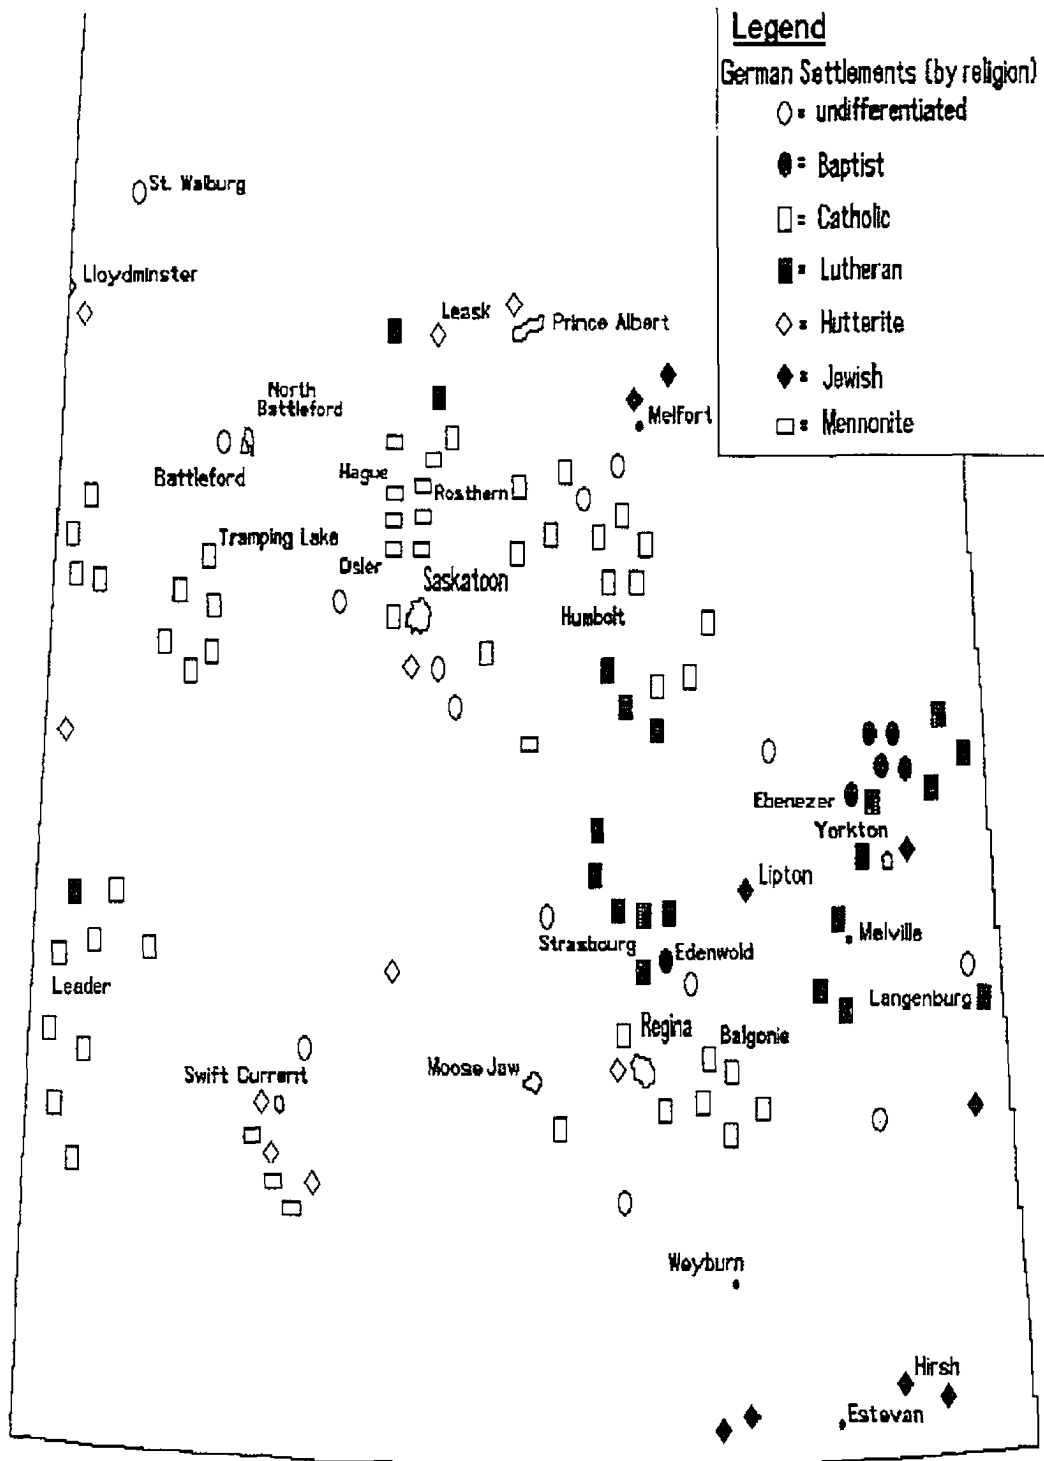 Legend
German Settlements (by religion)
= undifferentiated
= Baptist
= Catholic
= Lutheran
= Hutterite
= Jewish
= Mennonite
St. Walburg
Lloydminster
Leask
Prince Albert
North
Battleford
Melfort
Battleford
Hague
Rosthern
Tramping Lake
Osler
Saskatoon
Humbolt
Ebenezer
Yorkton
Lipton
Strasbourg
Edenwold
Melville
Leader
Langenburg
Regina
Balgonie
Swift Current
Moose Jaw
Weyburn
Hirsh
Estevan